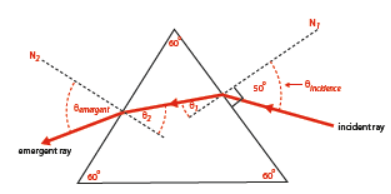 N₁
60°
N₂
50°
θincidence
θemergent
θ₁
θ₂
incident ray
emergent ray
60°
60°